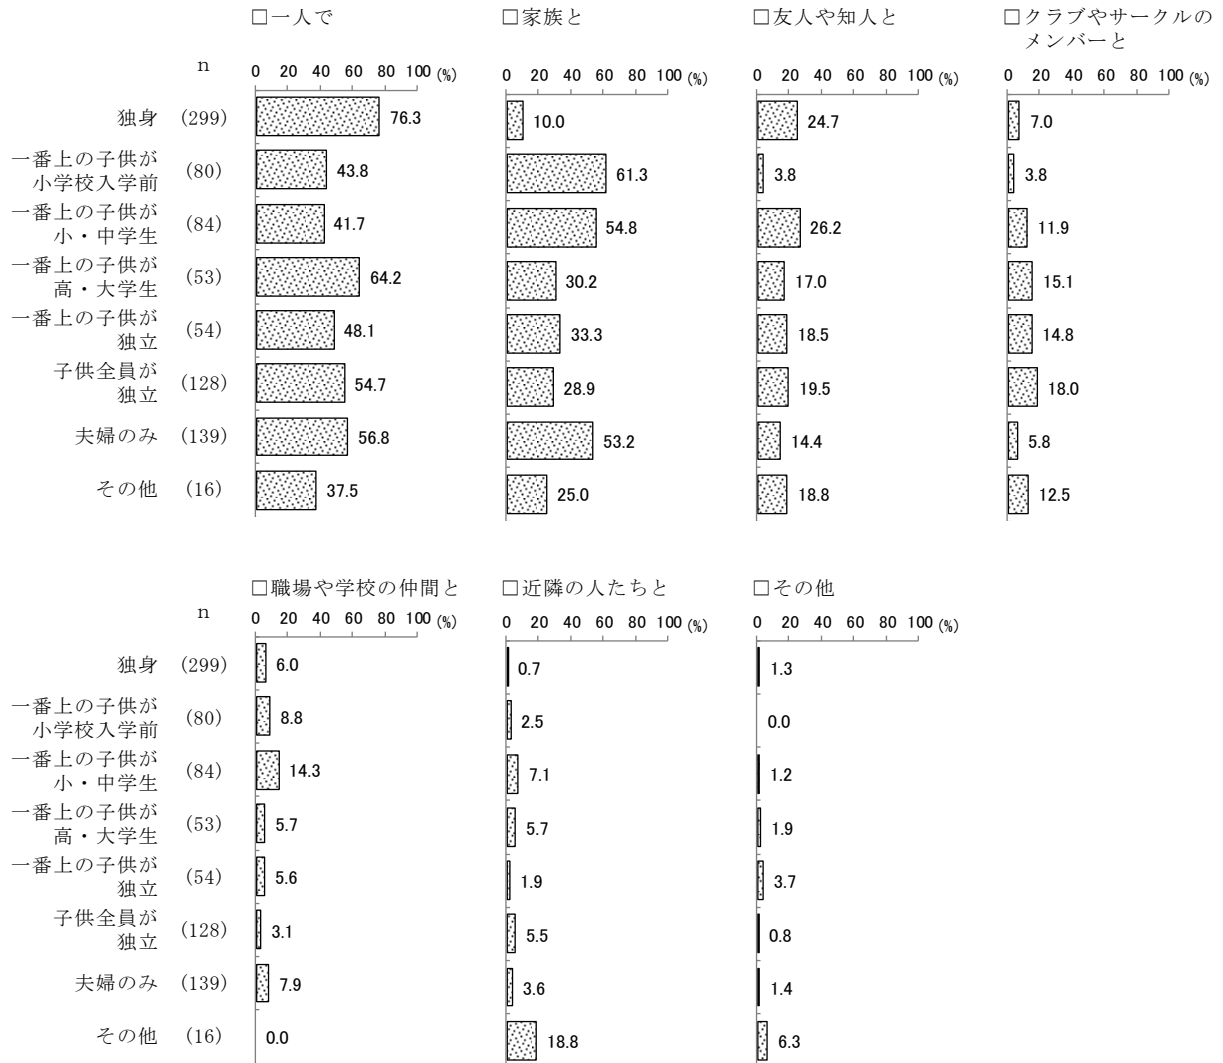 □一人で
□家族と
□友人や知人と
□クラブやサークルの
メンバーと
n
0 20 40 60 80 100 (%)
0 20 40 60 80 100 (%)
0 20 40 60 80 100 (%)
0 20 40 60 80 100 (%)
独身 (299) 76.3 10.0 24.7 7.0
一番上の子供が
小学校入学前 (80) 43.8 61.3 3.8 3.8
一番上の子供が
小・中学生 (84) 41.7 54.8 26.2 11.9
一番上の子供が
高・大学生 (53) 64.2 30.2 17.0 15.1
一番上の子供が
独立 (54) 48.1 33.3 18.5 14.8
子供全員が
独立 (128) 54.7 28.9 19.5 18.0
夫婦のみ (139) 56.8 53.2 14.4 5.8
その他 (16) 37.5 25.0 18.8 12.5
□職場や学校の仲間と
□近隣の人たちと
□その他
n
0 20 40 60 80 100 (%)
0 20 40 60 80 100 (%)
0 20 40 60 80 100 (%)
独身 (299) 6.0 0.7 1.3
一番上の子供が
小学校入学前 (80) 8.8 2.5 0.0
一番上の子供が
小・中学生 (84) 14.3 7.1 1.2
一番上の子供が
高・大学生 (53) 5.7 5.7 1.9
一番上の子供が
独立 (54) 5.6 1.9 3.7
子供全員が
独立 (128) 3.1 5.5 0.8
夫婦のみ (139) 7.9 3.6 1.4
その他 (16) 0.0 18.8 6.3